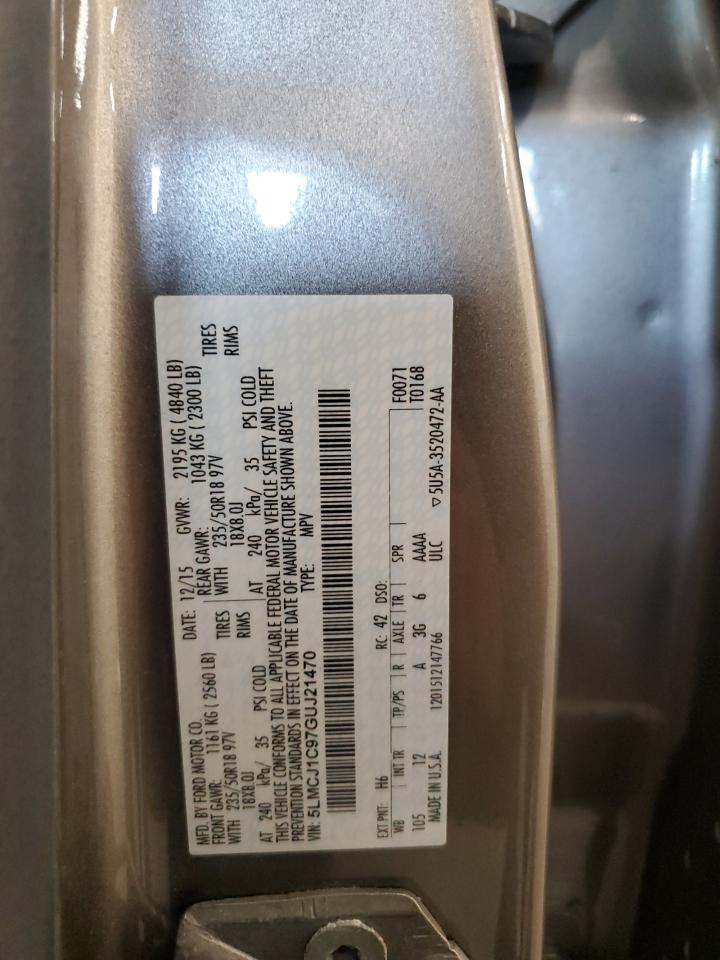 MFD. BY FORD MOTOR CO. DATE: 12/15 GVWR: 2195 KG ( 4840 LB)
FRONT GAWR: 1161 KG ( 2560 LB) REAR GAWR: 1043 KG ( 2300 LB)
WITH 235/50R18 97V TIRES WITH 235/50R18 97V TIRES
18X8.0J RIMS 18X8.0J RIMS
AT 240 kPa/ 35 PSI COLD AT 240 kPa/ 35 PSI COLD
THIS VEHICLE CONFORMS TO ALL APPLICABLE FEDERAL MOTOR VEHICLE SAFETY AND THEFT
PREVENTION STANDARDS IN EFFECT ON THE DATE OF MANUFACTURE SHOWN ABOVE.
VIN: 5LMCJ1C97GUJ21470 TYPE: MPV
EXT PNT: H6 RC: 42 DSO:
WB INT TR TP/PS R AXLE TR SPR F0071
105 12 A 3G 6 AAAA T0168
MADE IN U.S.A. 1201512147766 ULC ▽5U5A-3520472-AA